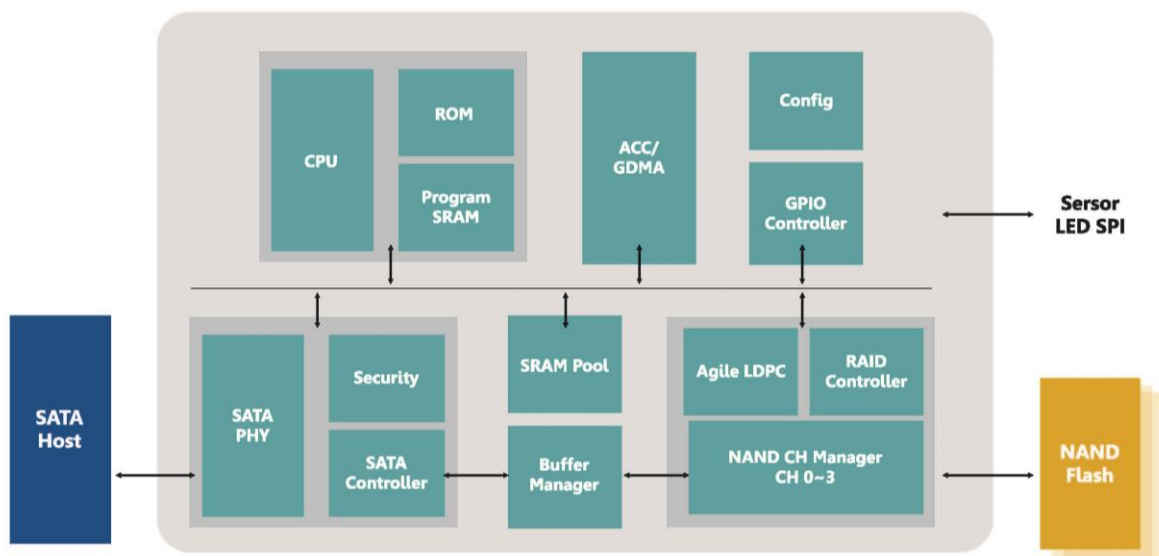 CPU
ROM
Program
SRAM
ACC/
GDMA
Config
GPIO
Controller
Sersor
LED SPI
SATA
Host
SATA
PHY
Security
SATA
Controller
SRAM Pool
Buffer
Manager
Agile LDPC
RAID
Controller
NAND CH Manager
CH 0~3
NAND
Flash